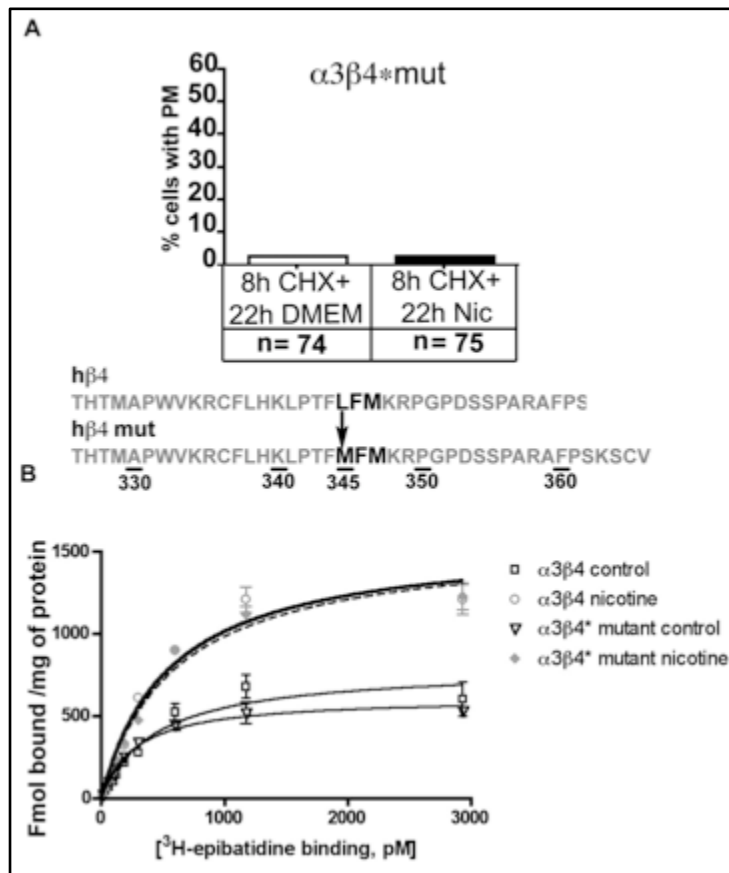 A
α3β4*mut
% cells with PM
60
50
40
30
20
10
0
8h CHX+ 8h CHX+
22h DMEM 22h Nic
n= 74 n= 75
hβ4
THTMAPWVKRCFLHKLPTFLFMKRPGPDSSPARAFPS
hβ4 mut
THTMAPWVKRCFLHKLPTFMFMKRPGPDSSPARAFPSKSCV
330 340 345 350 360
B
Fmol bound /mg of protein
1500
1000
500
0
0 1000 2000 3000
[³H-epibatidine binding, pM]
α3β4 control
α3β4 nicotine
α3β4* mutant control
α3β4* mutant nicotine